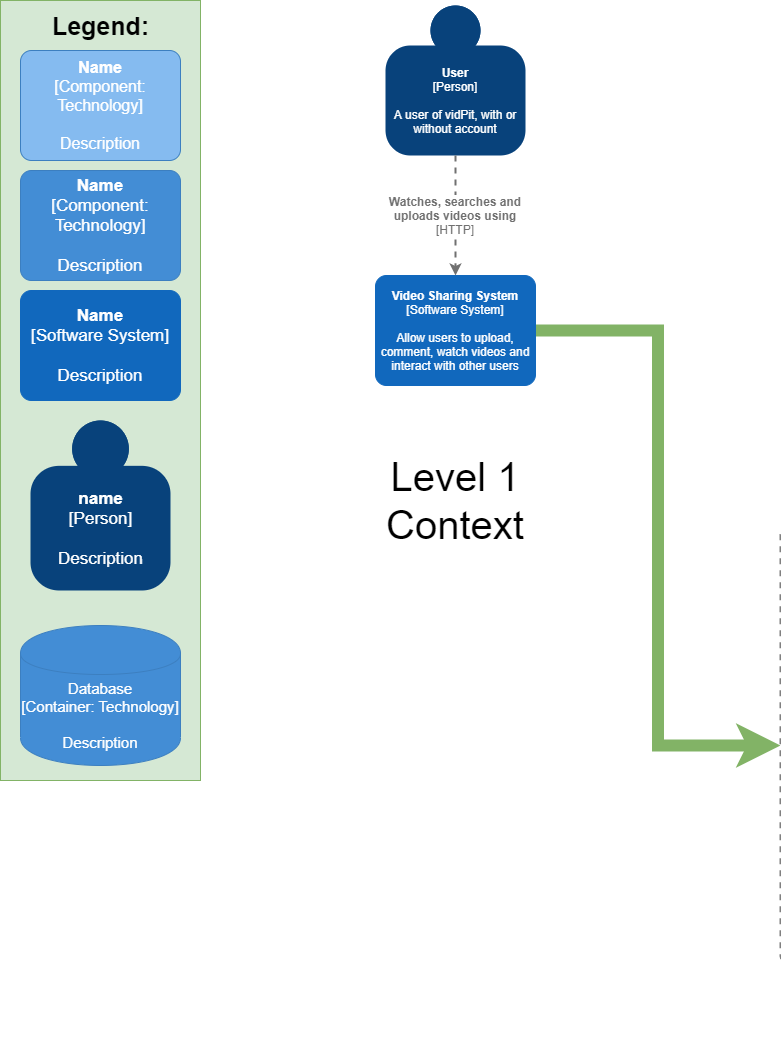 Legend:
Name
[Component:
Technology]
Description
Name
[Component:
Technology]
Description
Name
[Software System]
Description
name
[Person]
Description
Database
[Container: Technology]
Description
User
[Person]
A user of vidPit, with or
without account
Watches, searches and
uploads videos using
[HTTP]
Video Sharing System
[Software System]
Allow users to upload,
comment, watch videos and
interact with other users
Level 1
Context